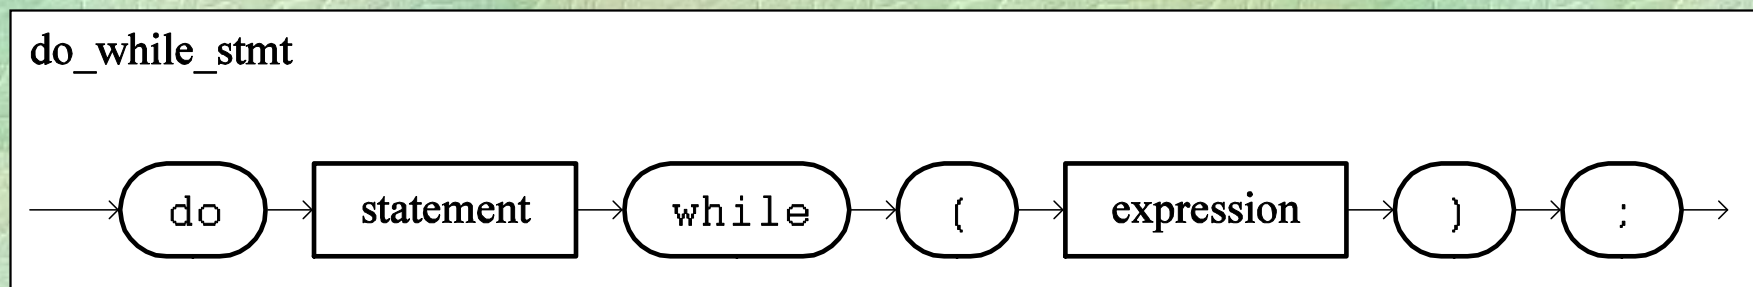 do_while_stmt
do statement while ( expression ) ;